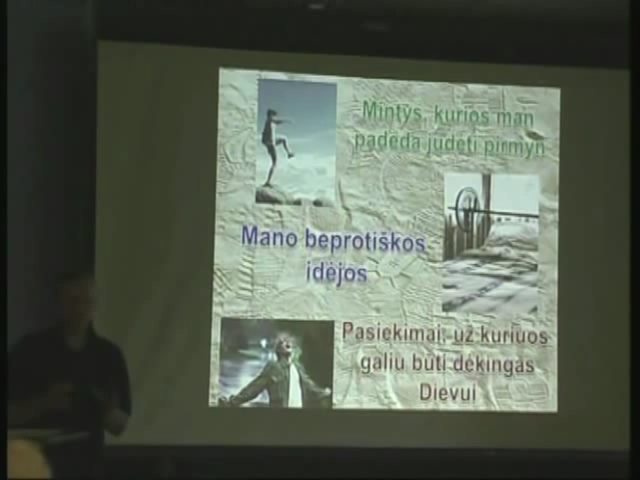 Mintys, kurios man
padeda judėti pirmyn
Mano beprotiškos
idėjos
Pasiekimai, už kuriuos
galiu būti dėkingas
Dievui